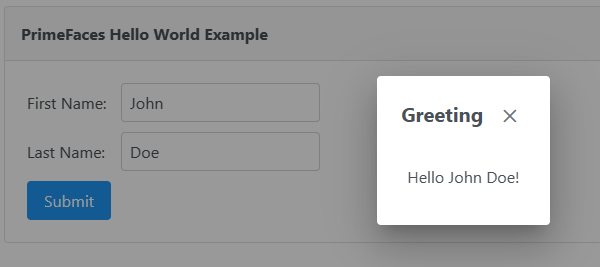 PrimeFaces Hello World Example
First Name: John
Last Name: Doe
Submit
Greeting
Hello John Doe!